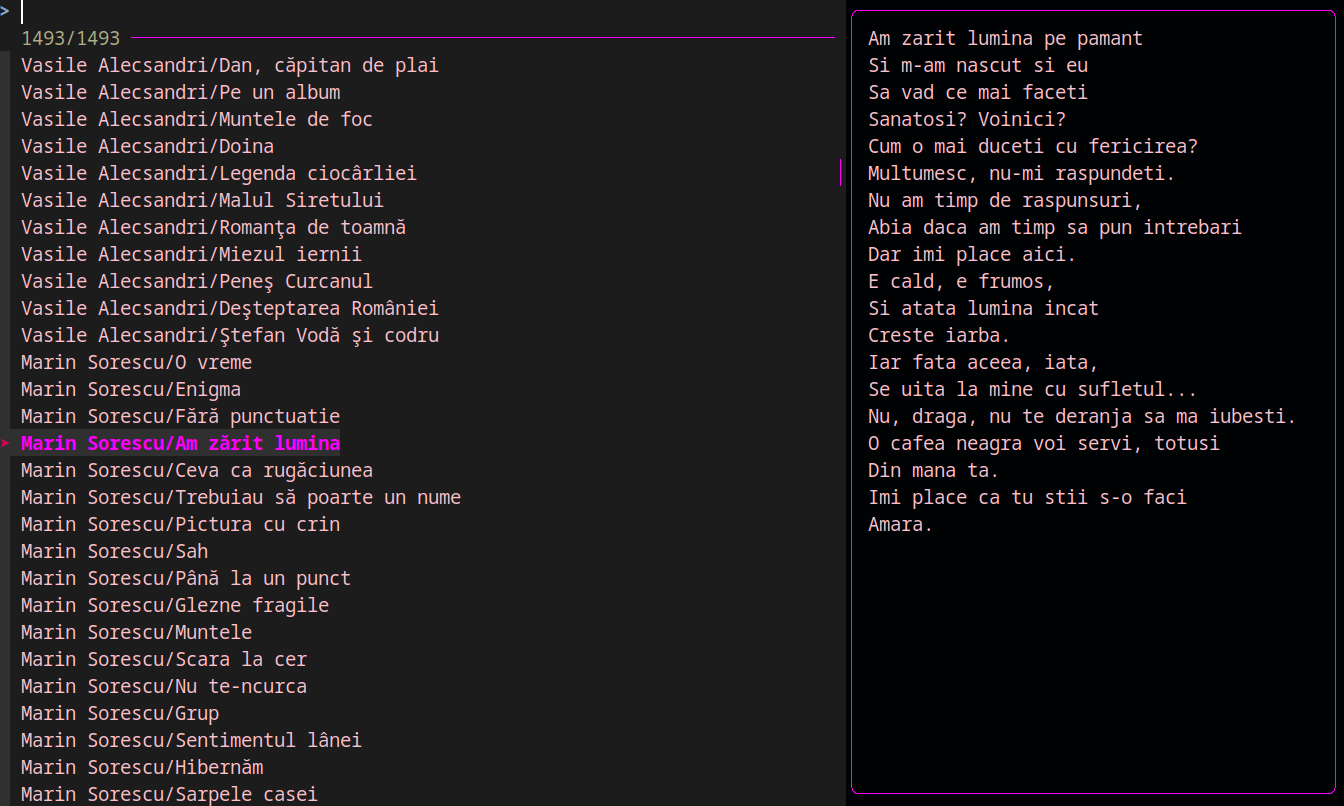 >
1493/1493
Vasile Alecsandri/Dan, căpitan de plai
Vasile Alecsandri/Pe un album
Vasile Alecsandri/Muntele de foc
Vasile Alecsandri/Doina
Vasile Alecsandri/Legenda ciocârliei
Vasile Alecsandri/Malul Siretului
Vasile Alecsandri/Romanţa de toamnă
Vasile Alecsandri/Miezul iernii
Vasile Alecsandri/Peneş Curcanul
Vasile Alecsandri/Deşteptarea României
Vasile Alecsandri/Ştefan Vodă şi codru
Marin Sorescu/O vreme
Marin Sorescu/Enigma
Marin Sorescu/Fără punctuatie
Marin Sorescu/Am zărit lumina
Marin Sorescu/Ceva ca rugăciunea
Marin Sorescu/Trebuiau să poarte un nume
Marin Sorescu/Pictura cu crin
Marin Sorescu/Sah
Marin Sorescu/Până la un punct
Marin Sorescu/Glezne fragile
Marin Sorescu/Muntele
Marin Sorescu/Scara la cer
Marin Sorescu/Nu te-ncurca
Marin Sorescu/Grup
Marin Sorescu/Sentimentul lânei
Marin Sorescu/Hibernăm
Marin Sorescu/Sarpele casei
Am zarit lumina pe pamant
Si m-am nascut si eu
Sa vad ce mai faceti
Sanatosi? Voinici?
Cum o mai duceti cu fericirea?
Multumesc, nu-mi raspundeti.
Nu am timp de raspunsuri,
Abia daca am timp sa pun intrebari
Dar imi place aici.
E cald, e frumos,
Si atata lumina incat
Creste iarba.
Iar fata aceea, iata,
Se uita la mine cu sufletul...
Nu, draga, nu te deranja sa ma iubesti.
O cafea neagra voi servi, totusi
Din mana ta.
Imi place ca tu stii s-o faci
Amara.